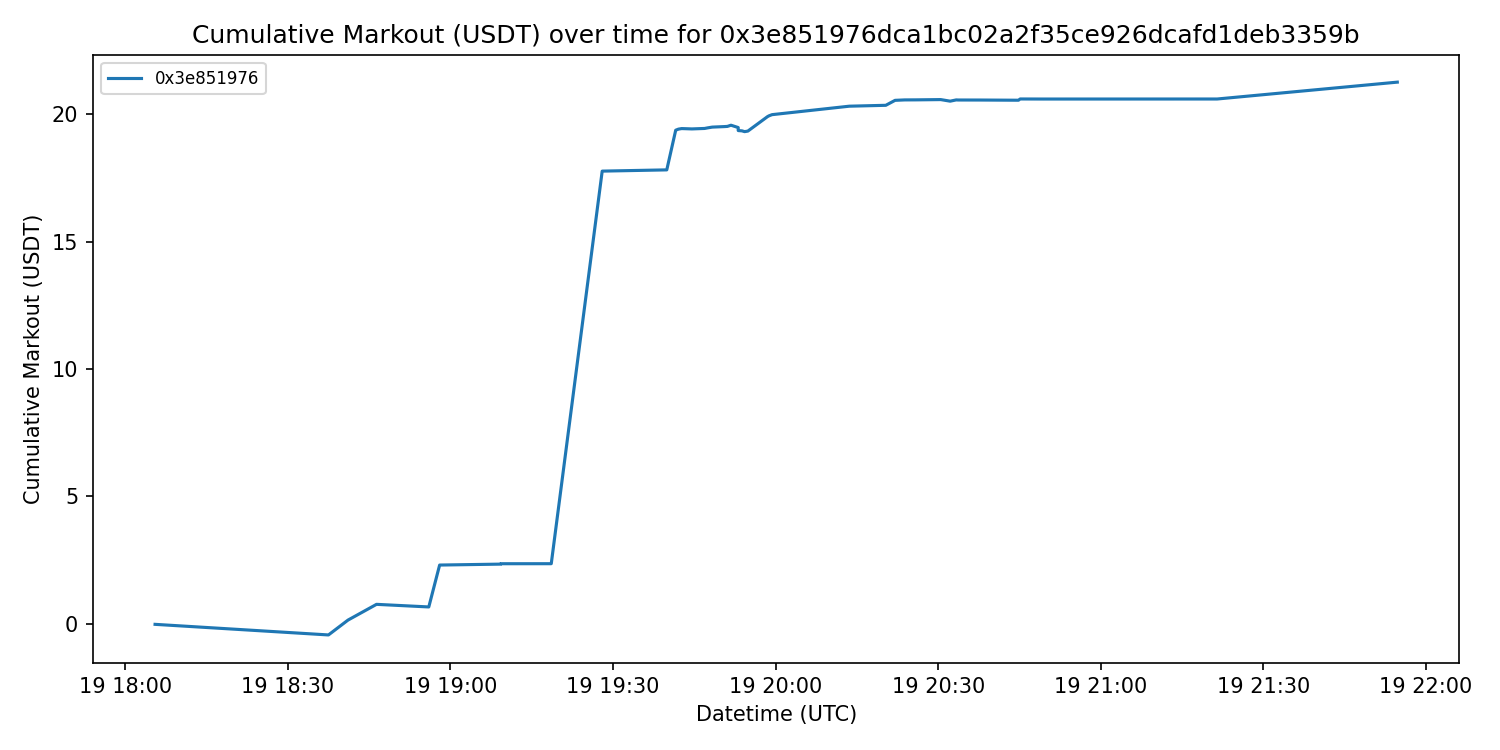 Cumulative Markout (USDT) over time for 0x3e851976dca1bc02a2f35ce926dcafd1deb3359b
0x3e851976
Cumulative Markout (USDT)
20
15
10
5
0
19 18:00 19 18:30 19 19:00 19 19:30 19 20:00 19 20:30 19 21:00 19 21:30 19 22:00
Datetime (UTC)